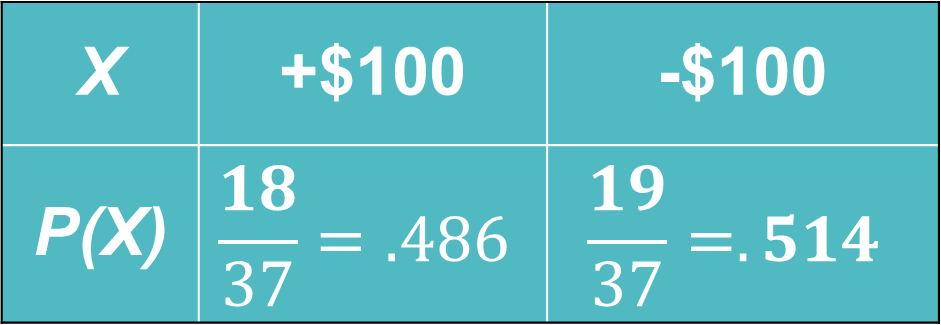 X +$100 -$100
P(X) 18/37 = .486 19/37 =. 514